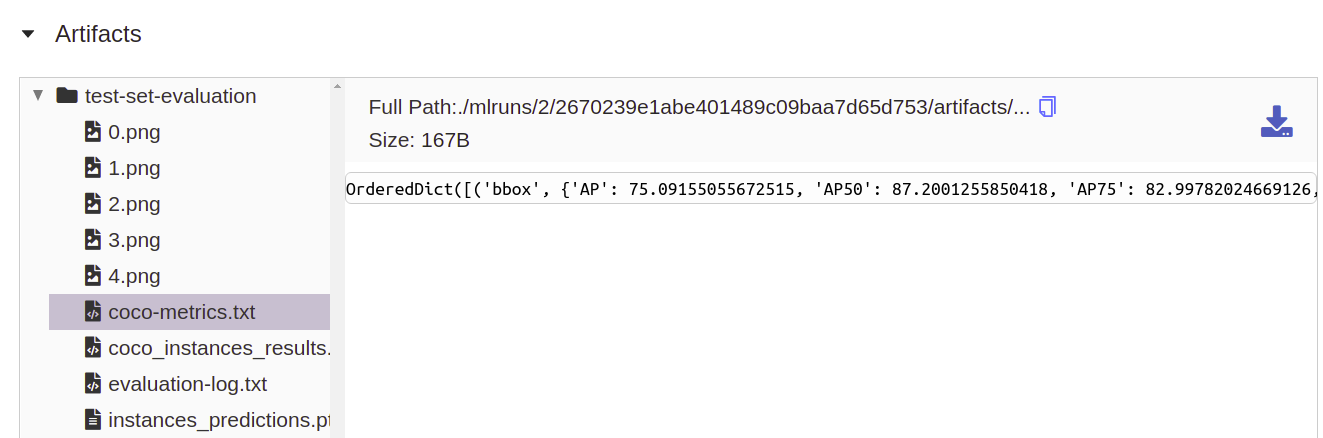 Artifacts
test-set-evaluation
0.png
1.png
2.png
3.png
4.png
coco-metrics.txt
coco_instances_results.
evaluation-log.txt
instances_predictions.pt
Full Path:./mlruns/2/2670239e1abe401489c09baa7d65d753/artifacts/...
Size: 167B
OrderedDict([('bbox', {'AP': 75.09155055672515, 'AP50': 87.2001255850418, 'AP75': 82.99782024669126,